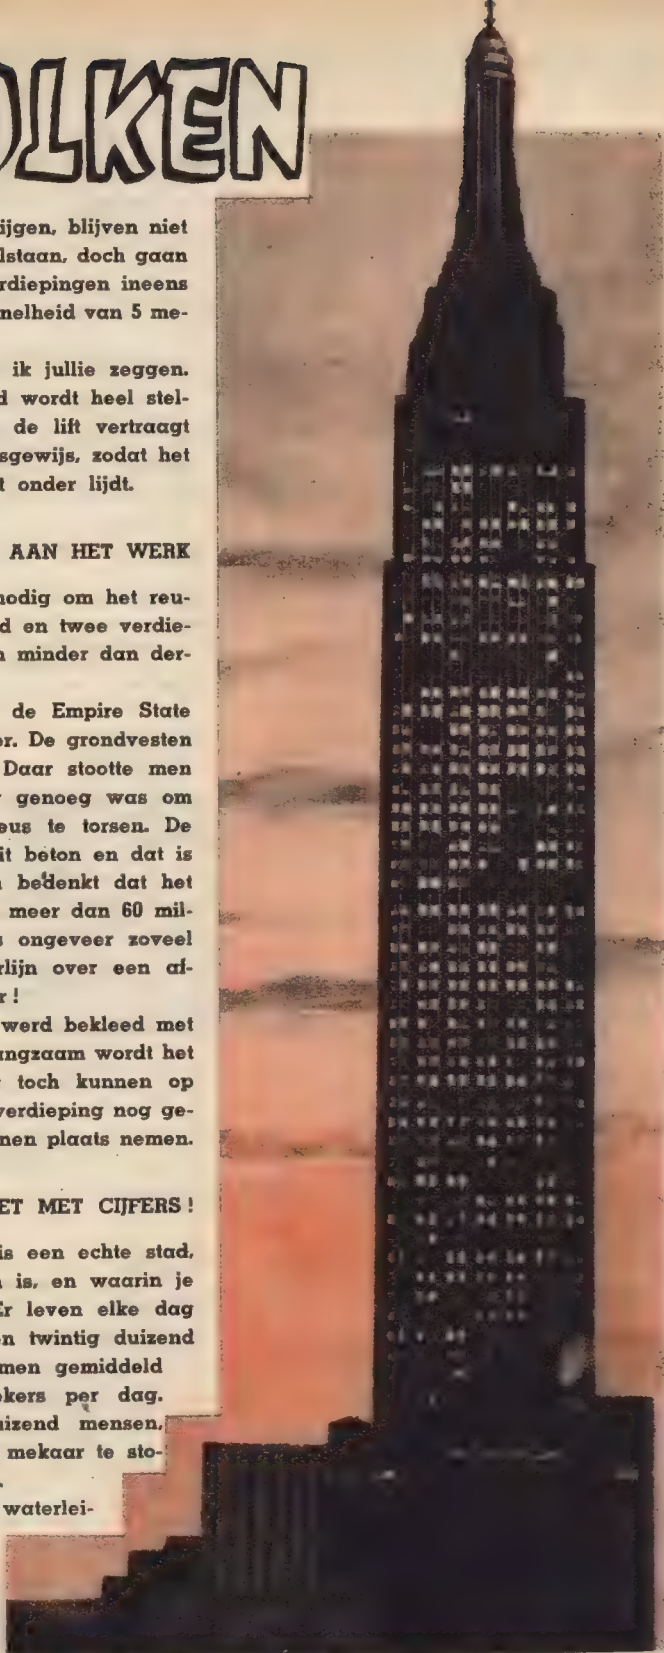 OLKEN
ijgen, blijven niet
lstaan, doch gaan
rdiepingen ineens
nelheid van 5 me-
ik jullie zeggen.
d wordt heel stel-
de lift vertraagt
sgewijs, zodat het
t onder lijdt.
AAN HET WERK
nodig om het reu-
d en twee verdie-
n minder dan der-
de Empire State
or. De grondvesten
Daar stootte men
r genoeg was om
eus te torsen. De
it beton en dat is
n bedenkt dat het
meer dan 60 mil-
s ongeveer zoveel
rlijn over een af-
r !
werd bekleed met
angzaam wordt het
r toch kunnen op
verdieping nog ge-
nen plaats nemen.
ET MET CIJFERS !
is een echte stad,
n is, en waarin je
Er leven elke dag
en twintig duizend
men gemiddeld
kers per dag.
uizend mensen,
mekaar te sto-
.
waterlei-